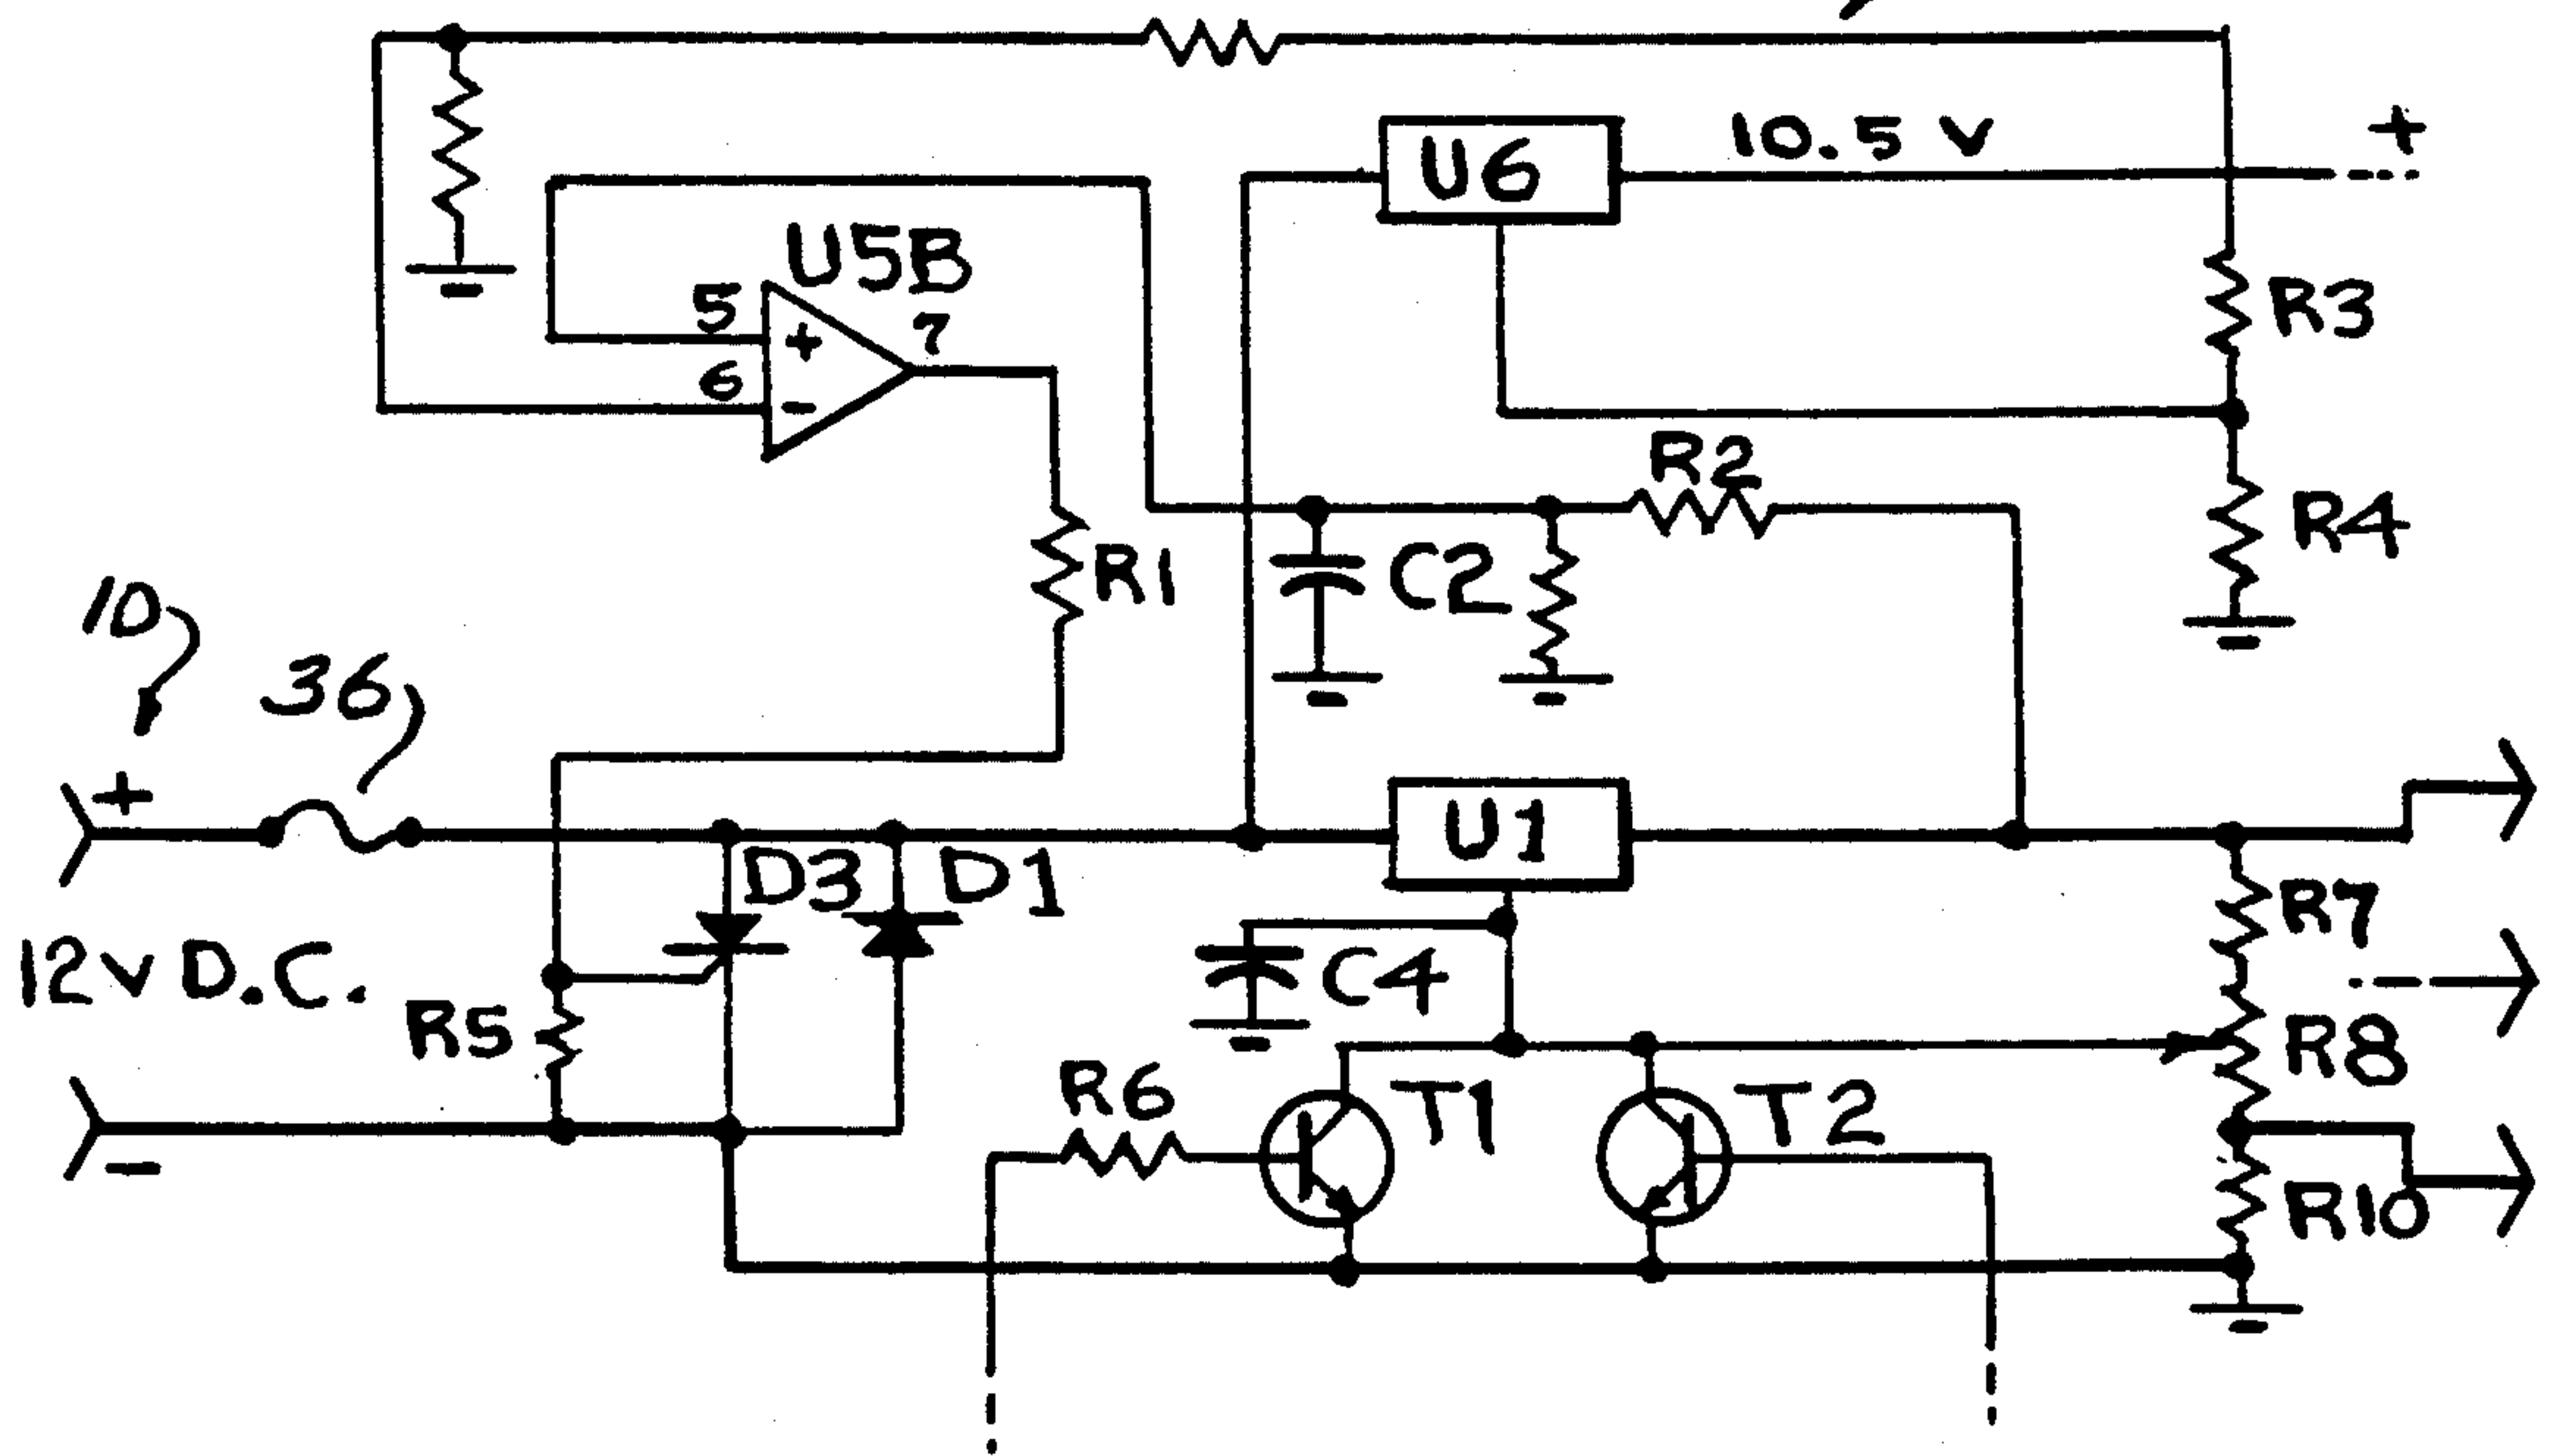 U6
10.5 V
+
U5B
5
+
7
6
-
R3
R2
R4
R1
C2
10
36
+
U1
D3
D1
R7
12V D.C.
C4
R5
R8
R6
T1
T2
-
R10